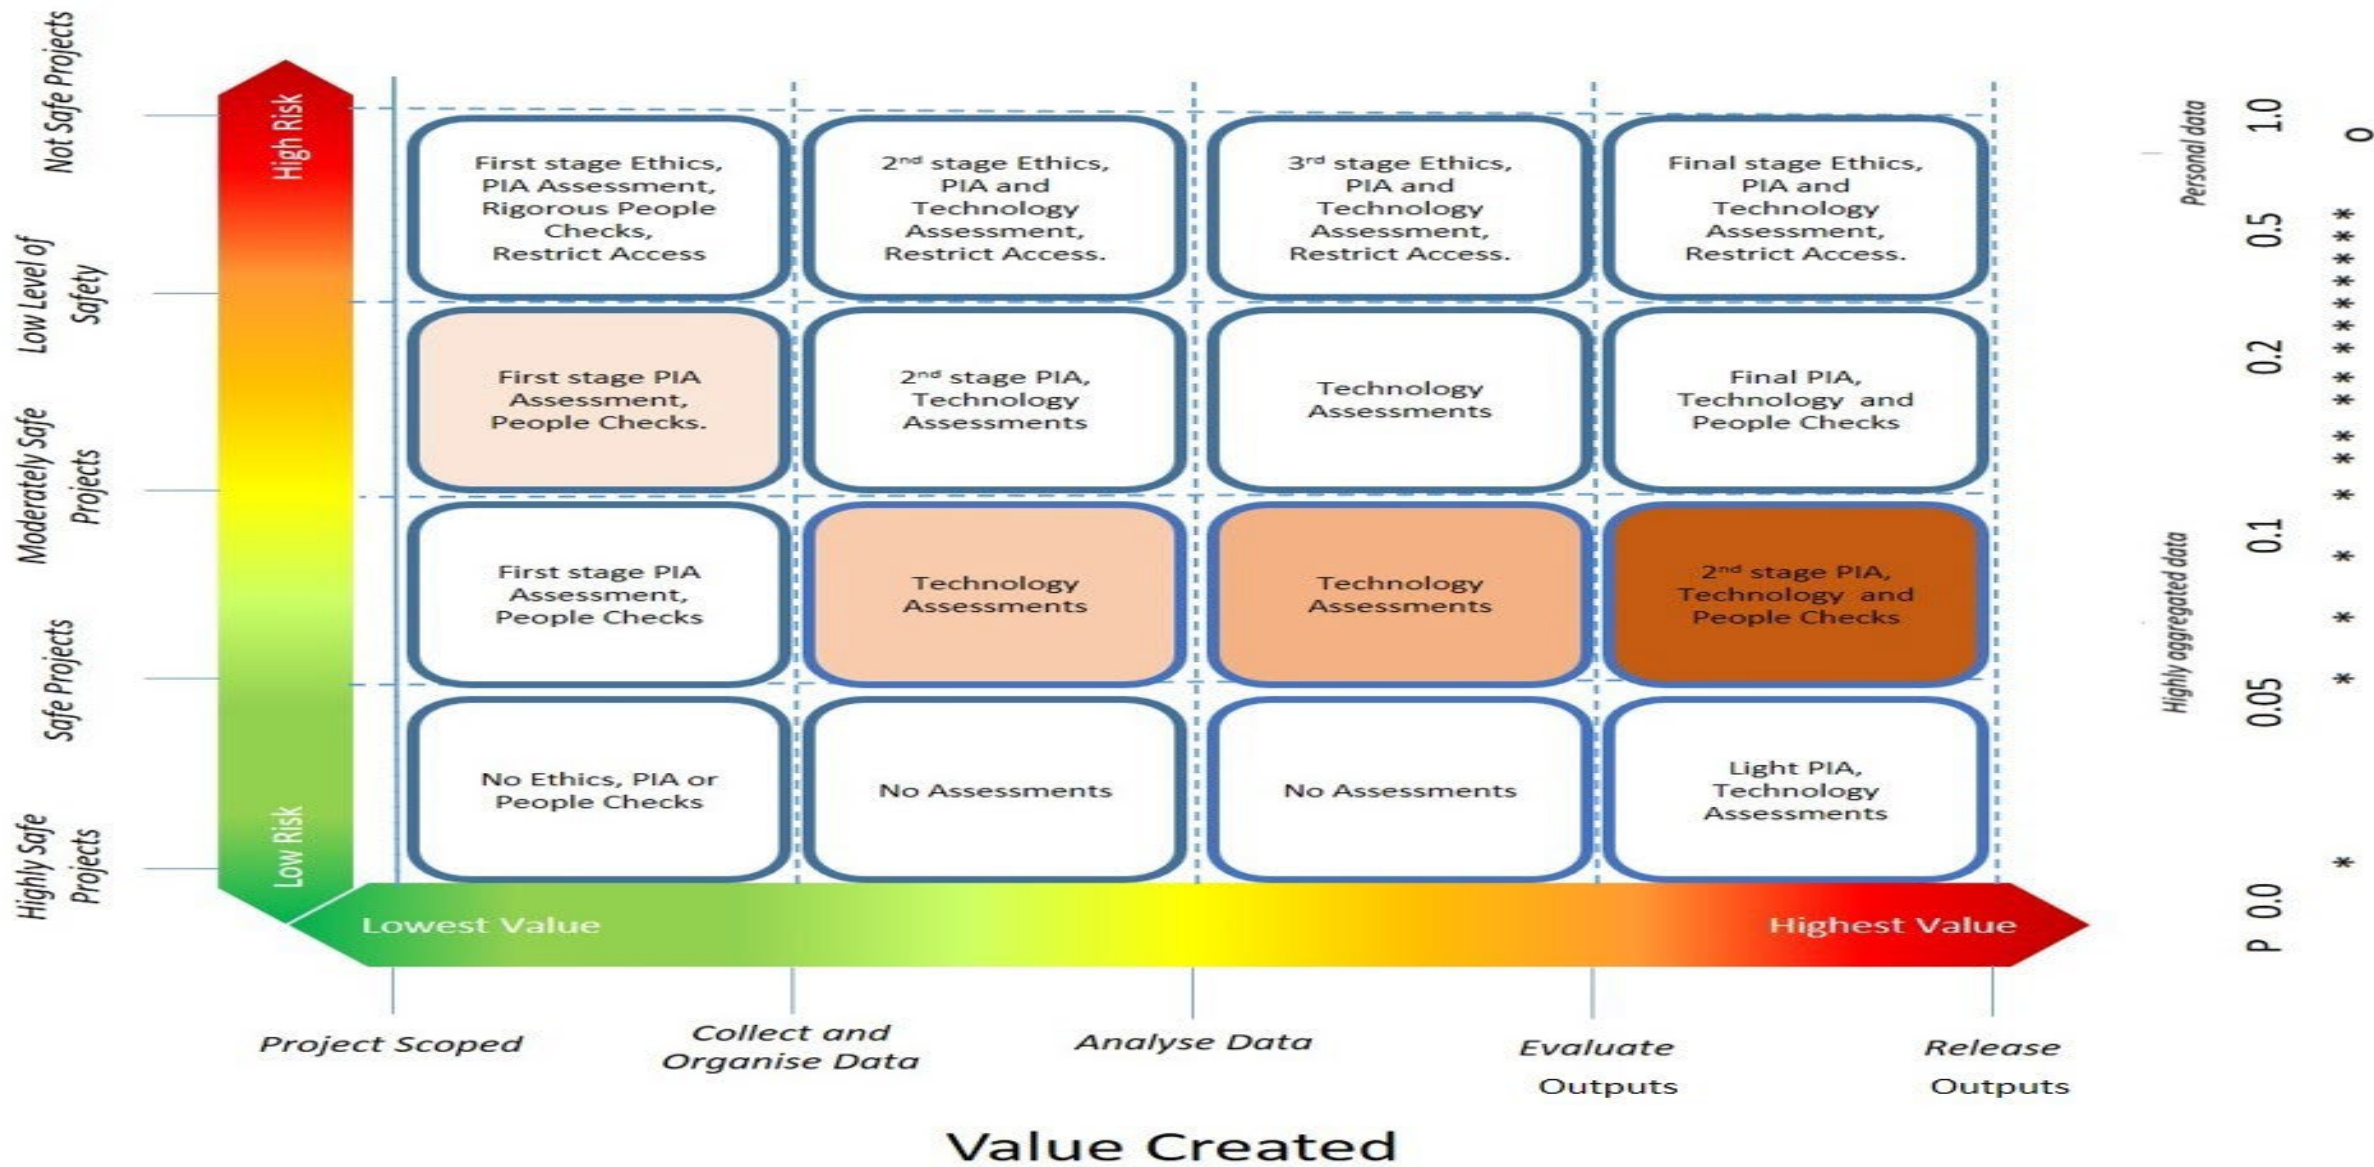 Not Safe Projects
Low Level of
Safety
Moderately Safe
Projects
Safe Projects
Highly Safe
Projects
High Risk
Low Risk
First stage Ethics,
PIA Assessment,
Rigorous People
Checks,
Restrict Access
2nd stage Ethics,
PIA and
Technology
Assessment,
Restrict Access.
3rd stage Ethics,
PIA and
Technology
Assessment,
Restrict Access.
Final stage Ethics,
PIA and
Technology
Assessment,
Restrict Access.
First stage PIA
Assessment,
People Checks.
2nd stage PIA,
Technology
Assessments
Technology
Assessments
Final PIA,
Technology and
People Checks
First stage PIA
Assessment,
People Checks
Technology
Assessments
Technology
Assessments
2nd stage PIA,
Technology and
People Checks
No Ethics, PIA or
People Checks
No Assessments
No Assessments
Light PIA,
Technology
Assessments
Lowest Value
Highest Value
Project Scoped
Collect and
Organise Data
Analyse Data
Evaluate
Outputs
Release
Outputs
Value Created
Personal data
Highly aggregated data
P 0.0 0.05 0.1 0.2 0.5 1.0
* * * * * * * * * * * * * * * * O